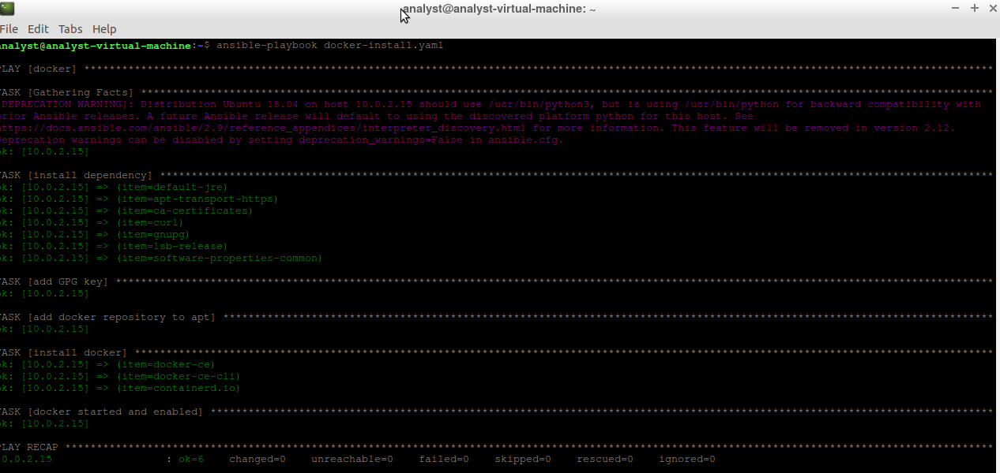 analyst@analyst-virtual-machine: ~
File Edit Tabs Help
analyst@analyst-virtual-machine:~$ ansible-playbook docker-install.yaml
PLAY [docker] ************************************************************************************************************************************************
TASK [Gathering Facts] ***************************************************************************************************************************************
[DEPRECATION WARNING]: Distribution Ubuntu 18.04 on host 10.0.2.15 should use /usr/bin/python3, but is using /usr/bin/python for backward compatibility with
prior Ansible releases. A future Ansible release will default to using the discovered platform python for this host. See
https://docs.ansible.com/ansible/2.9/reference_appendices/interpreter_discovery.html for more information. This feature will be removed in version 2.12.
Deprecation warnings can be disabled by setting deprecation_warnings=False in ansible.cfg.
ok: [10.0.2.15]
TASK [install dependency] ************************************************************************************************************************************
ok: [10.0.2.15] => (item=default-jre)
ok: [10.0.2.15] => (item=apt-transport-https)
ok: [10.0.2.15] => (item=ca-certificates)
ok: [10.0.2.15] => (item=curl)
ok: [10.0.2.15] => (item=gnupg)
ok: [10.0.2.15] => (item=lsb-release)
ok: [10.0.2.15] => (item=software-properties-common)
TASK [add GPG key] *******************************************************************************************************************************************
ok: [10.0.2.15]
TASK [add docker repository to apt] **************************************************************************************************************************
ok: [10.0.2.15]
TASK [install docker] ****************************************************************************************************************************************
ok: [10.0.2.15] => (item=docker-ce)
ok: [10.0.2.15] => (item=docker-ce-cli)
ok: [10.0.2.15] => (item=containerd.io)
TASK [docker started and enabled] ****************************************************************************************************************************
ok: [10.0.2.15]
PLAY RECAP ***************************************************************************************************************************************************
10.0.2.15 : ok=6 changed=0 unreachable=0 failed=0 skipped=0 rescued=0 ignored=0